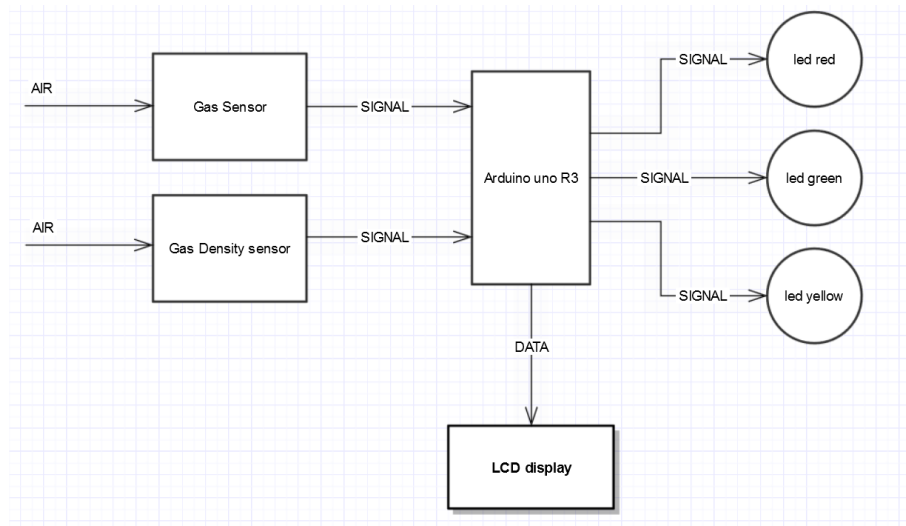 AIR
Gas Sensor
SIGNAL
AIR
Gas Density sensor
SIGNAL
Arduino uno R3
SIGNAL
led red
SIGNAL
led green
SIGNAL
led yellow
DATA
LCD display